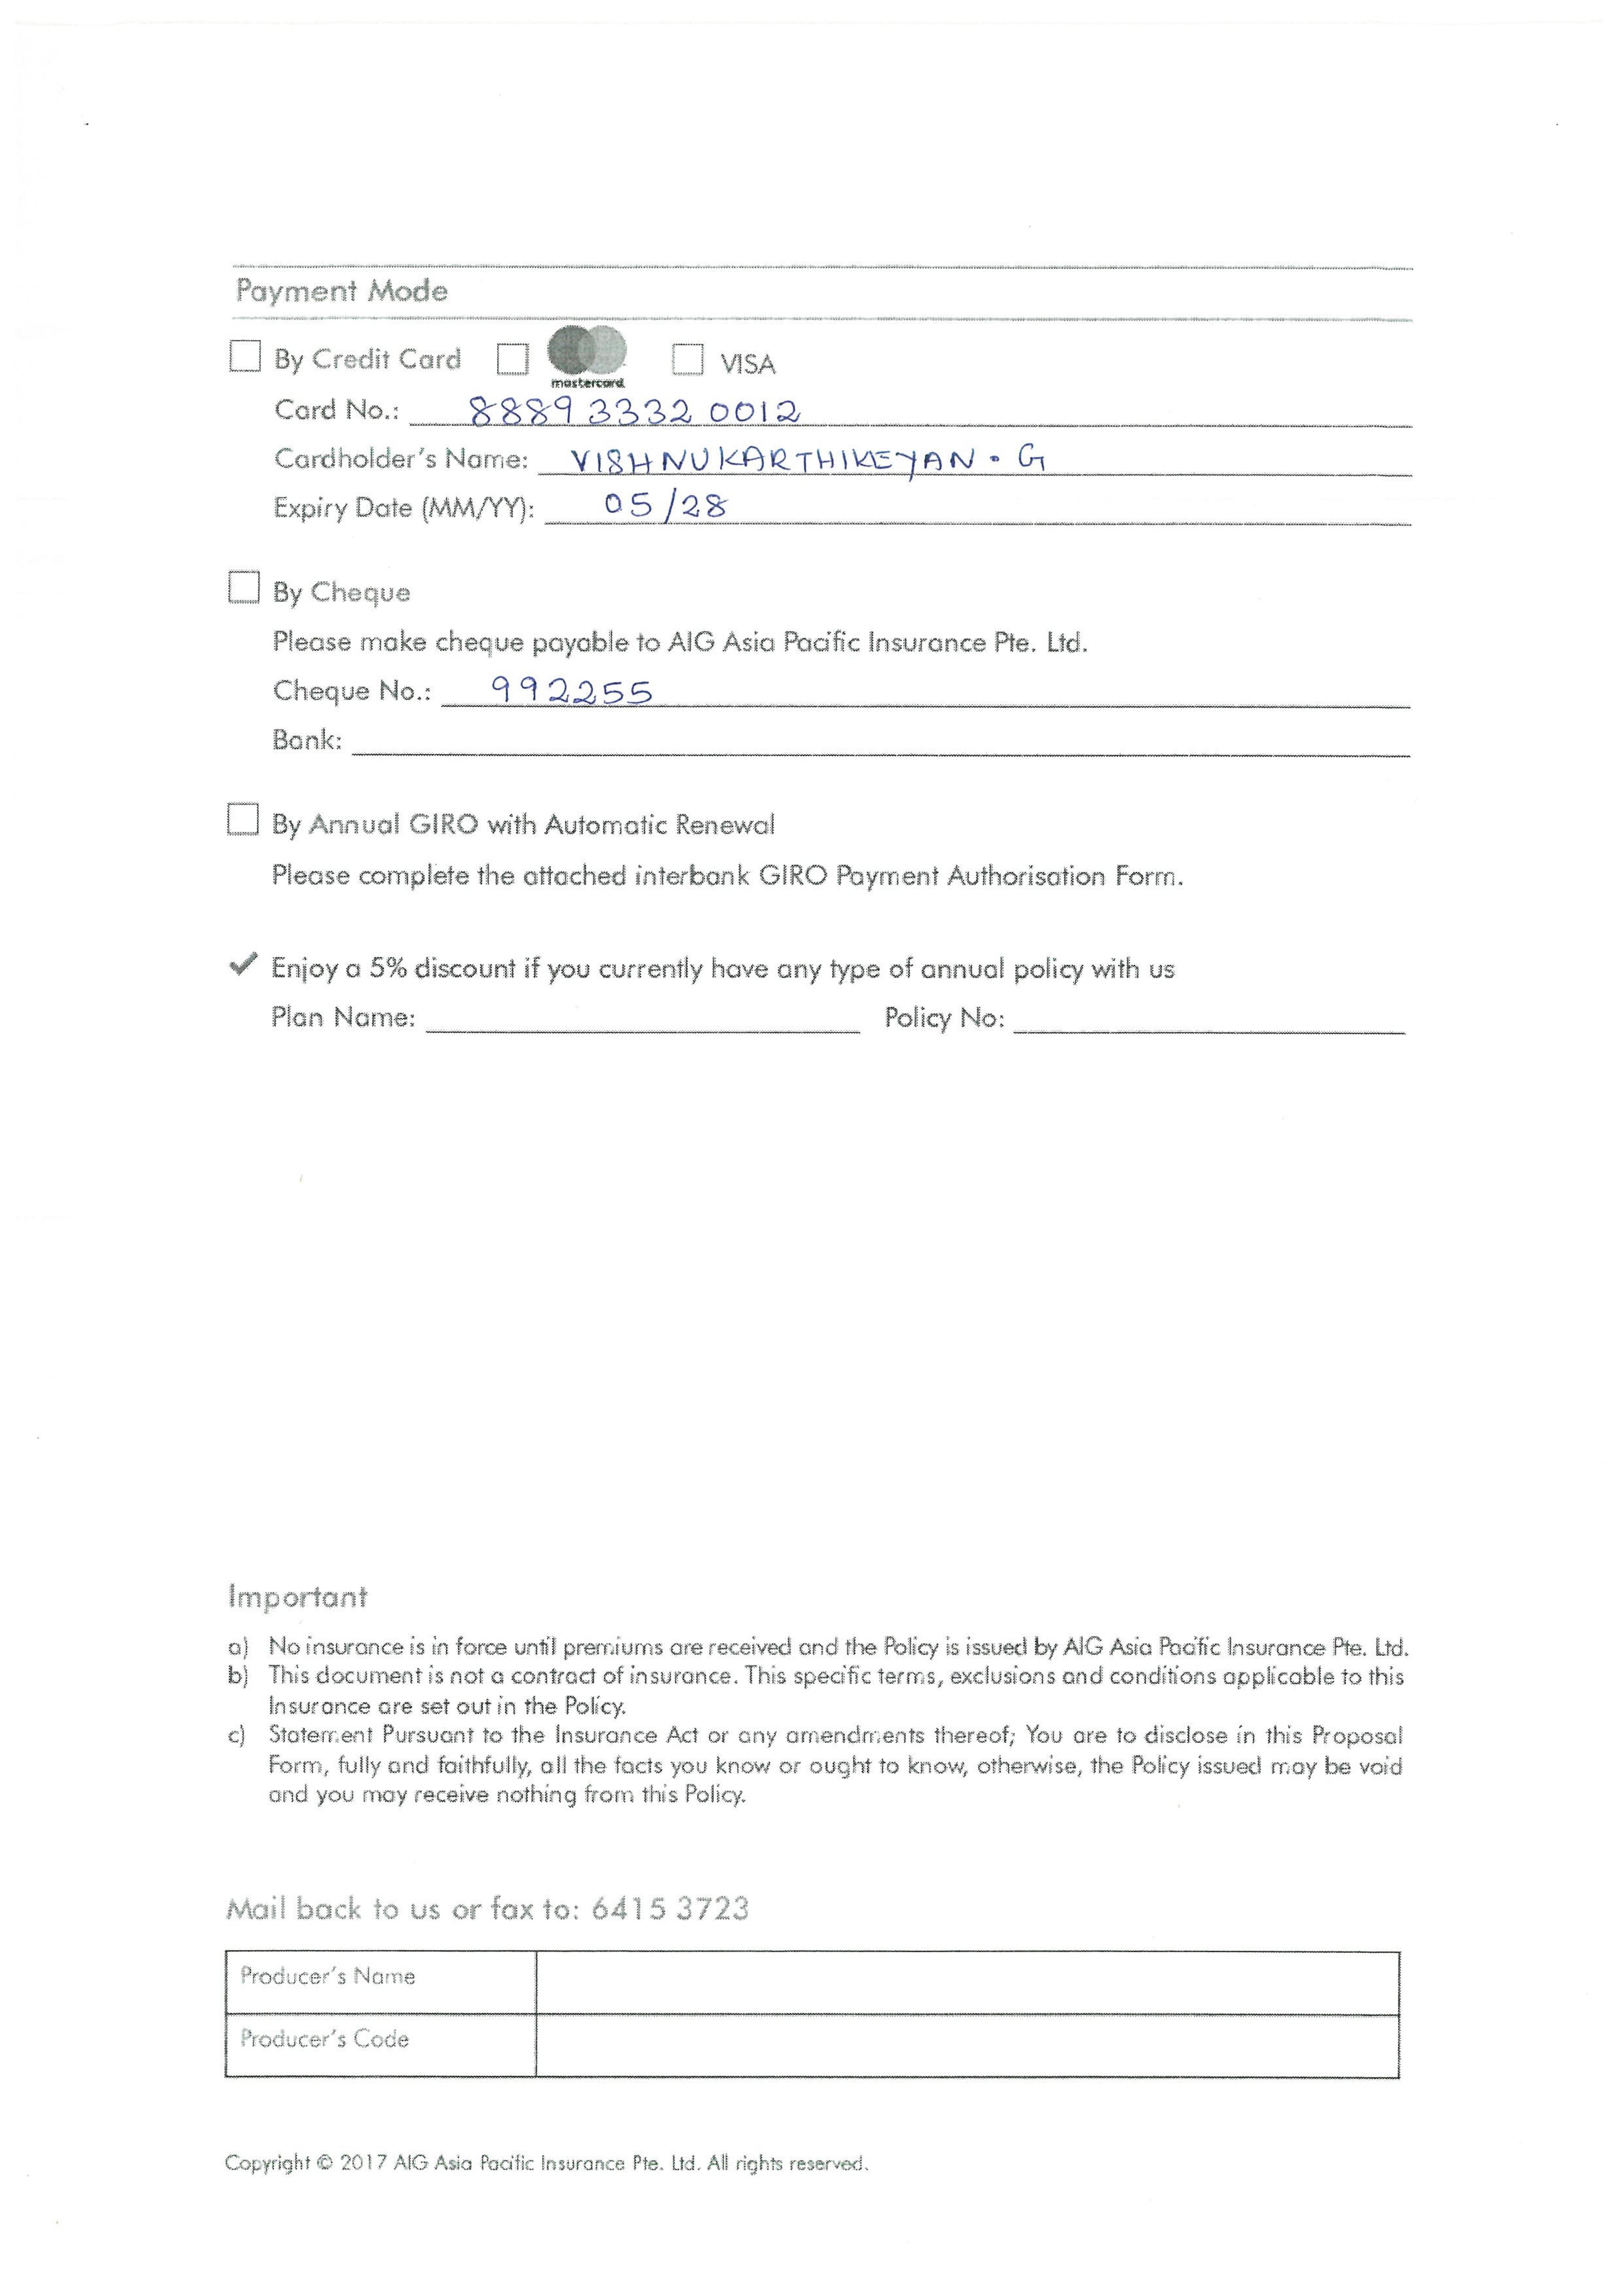 Payment Mode
By Credit Card mastercard VISA
Card No.: 8889 3332 0012
Cardholder's Name: VISHNUKARTHIKEYAN . G
Expiry Date (MM/YY): 05/28
By Cheque
Please make cheque payable to AIG Asia Pacific Insurance Pte. Ltd.
Cheque No.: 992255
Bank:
By Annual GIRO with Automatic Renewal
Please complete the attached interbank GIRO Payment Authorisation Form.
✓ Enjoy a 5% discount if you currently have any type of annual policy with us
Plan Name: Policy No:
Important
a) No insurance is in force until premiums are received and the Policy is issued by AIG Asia Pacific Insurance Pte. Ltd.
b) This document is not a contract of insurance. This specific terms, exclusions and conditions applicable to this
Insurance are set out in the Policy.
c) Statement Pursuant to the Insurance Act or any amendments thereof; You are to disclose in this Proposal
Form, fully and faithfully, all the facts you know or ought to know, otherwise, the Policy issued may be void
and you may receive nothing from this Policy.
Mail back to us or fax to: 6415 3723
Producer's Name
Producer's Code
Copyright © 2017 AIG Asia Pacific Insurance Pte. Ltd. All rights reserved.